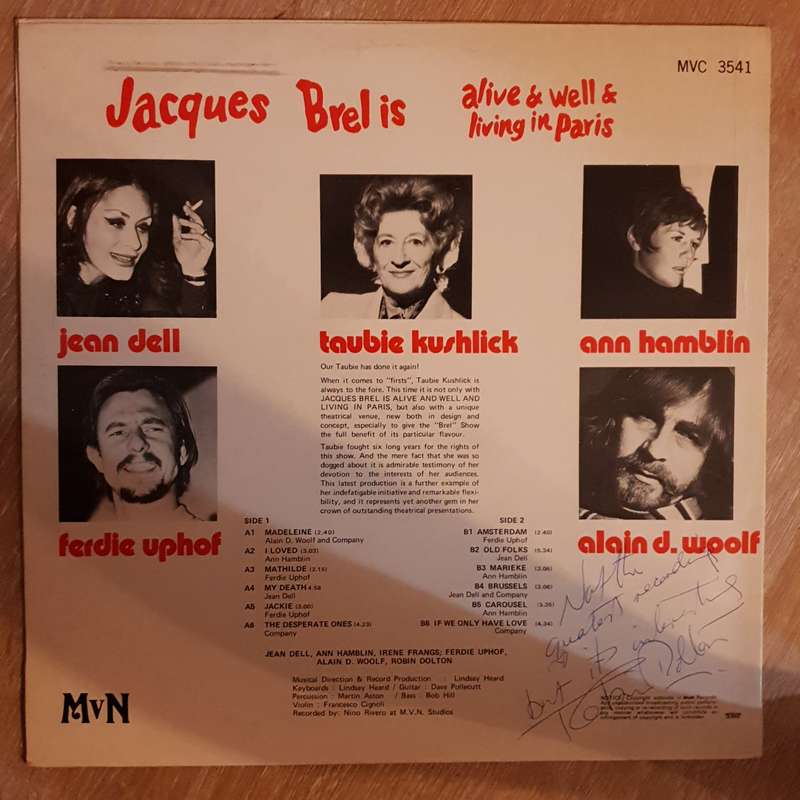 MVC 3541
Jacques Brel is alive & well &
living in Paris
jean dell
taubie kushlick
ann hamblin
Our Taubie has done it again!
When it comes to "firsts", Taubie Kushlick is
always to the fore. This time it is not only with
JACQUES BREL IS ALIVE AND WELL AND
LIVING IN PARIS, but also with a unique
theatrical venue, new both in design and
concept, especially to give the "Brel" Show
the full benefit of its particular flavour.
Taubie fought six long years for the rights of
this show. And the mere fact that she was so
dogged about it is admirable testimony of her
devotion to the interests of her audiences.
This latest production is a further example of
her indefatigable initiative and remarkable flexi-
bility, and it represents yet another gem in her
crown of outstanding theatrical presentations.
ferdie uphof
alain d. woolf
SIDE 1
A1 MADELEINE (2.40)
Alain D. Woolf and Company
A2 I LOVED (3.03)
Ann Hamblin
A3 MATHILDE (2.15)
Ferdie Uphof
A4 MY DEATH 4.58
Jean Dell
A5 JACKIE (3.00)
Ferdie Uphof
A6 THE DESPERATE ONES (4.23)
Company
SIDE 2
B1 AMSTERDAM (2.40)
Ferdie Uphof
B2 OLD FOLKS (5.34)
Jean Dell
B3 MARIEKE (3.06)
Ann Hamblin
B4 BRUSSELS (3.08)
Jean Dell and Company
B5 CAROUSEL (3.35)
Ann Hamblin
B6 IF WE ONLY HAVE LOVE (4.34)
Company
JEAN DELL, ANN HAMBLIN, IRENE FRANGS; FERDIE UPHOF,
ALAIN D. WOOLF, ROBIN DOLTON
Musical Direction & Record Production : Lindsay Heard
Keyboards : Lindsay Heard / Guitar : Dave Pollecutt
Percussion : Martin Aston / Bass : Bob Hill
Violin : Francesco Cignoli
Recorded by: Nino Rivero at M.V.N. Studios
MvN
Not the
greatest recording
but its interesting
Robin Dolton